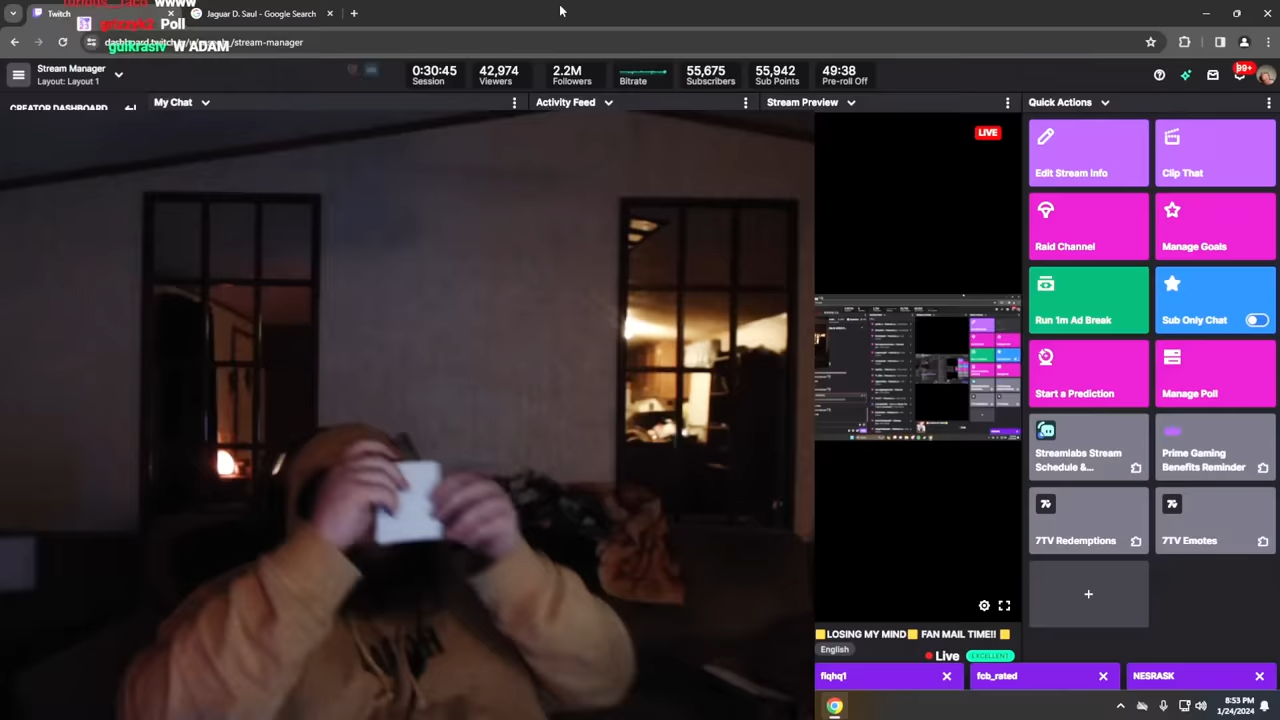 Twitch
Jaguar D. Saul - Google Search
wwww
Poll
gulkrasiv W ADAM
/stream-manager
Stream Manager
Layout: Layout 1
0:30:45
Session
42,974
Viewers
2.2M
Followers
Bitrate
55,675
Subscribers
55,942
Sub Points
49:38
Pre-roll Off
99+
CREATOR DASHBOARD
My Chat
Activity Feed
Stream Preview
Quick Actions
LIVE
Edit Stream Info
Clip That
Raid Channel
Manage Goals
Run 1m Ad Break
Sub Only Chat
Start a Prediction
Manage Poll
Streamlabs Stream
Schedule &...
Prime Gaming
Benefits Reminder
7TV Redemptions
7TV Emotes
LOSING MY MIND FAN MAIL TIME!!
English
Live
EXCELLENT
fcb_rated
NESRASK
8:53 PM
1/24/2024